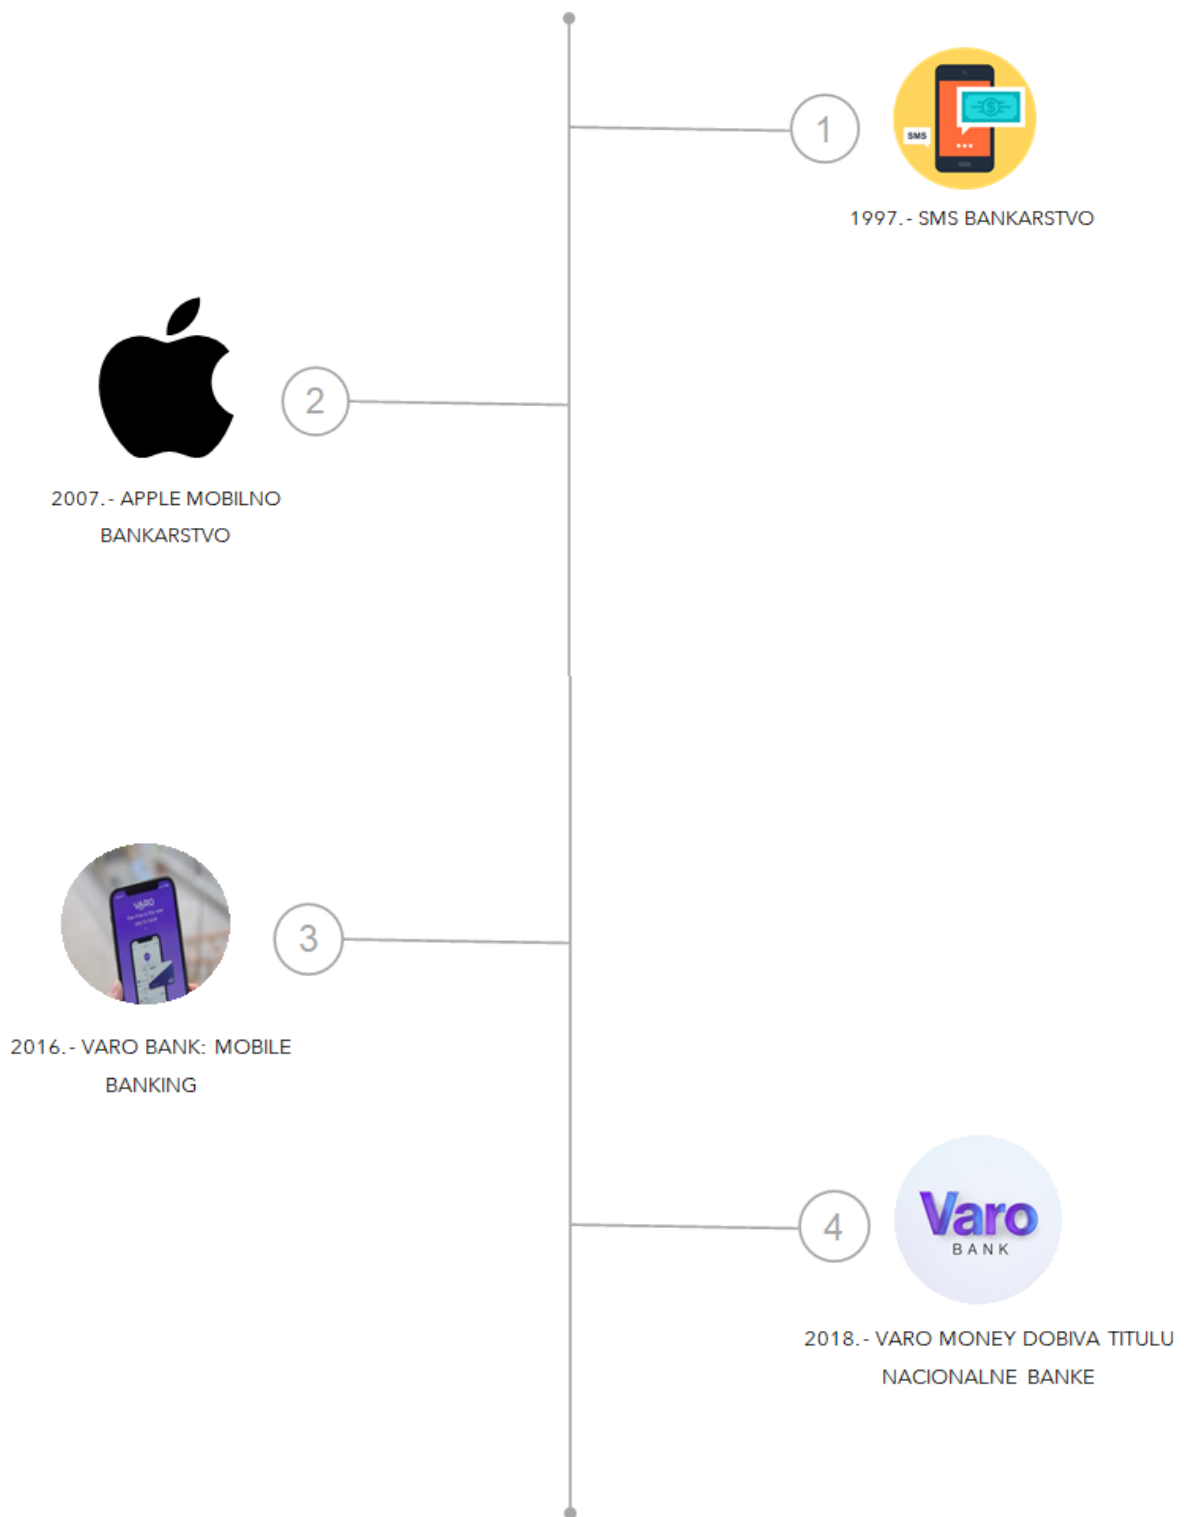 1
SMS
1997.- SMS BANKARSTVO
2
2007.- APPLE MOBILNO
BANKARSTVO
VARO
3
2016.- VARO BANK: MOBILE
BANKING
4
Varo
BANK
2018.- VARO MONEY DOBIVA TITULU
NACIONALNE BANKE